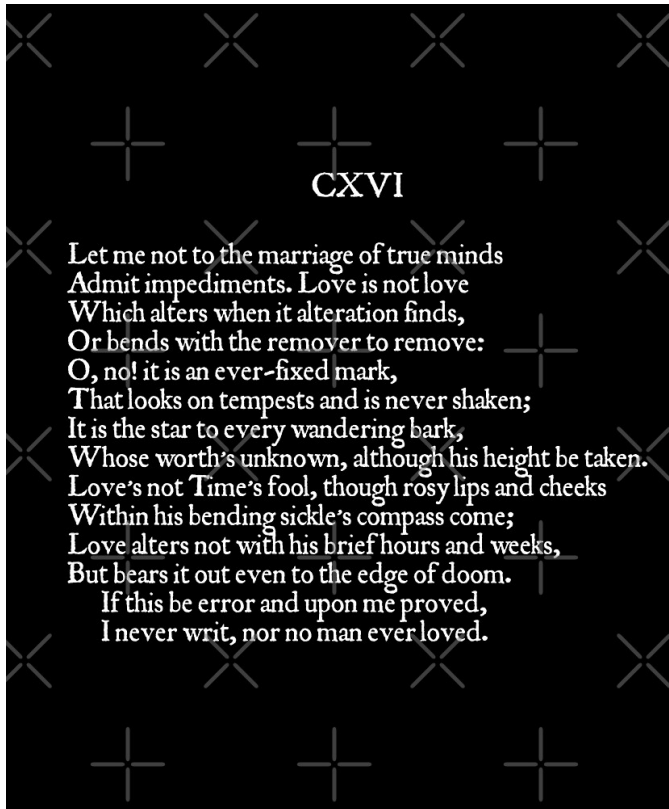 CXVI
Let me not to the marriage of true minds
Admit impediments. Love is not love
Which alters when it alteration finds,
Or bends with the remover to remove:
O, no! it is an ever-fixed mark,
That looks on tempests and is never shaken;
It is the star to every wandering bark,
Whose worth's unknown, although his height be taken.
Love's not Time's fool, though rosy lips and cheeks
Within his bending sickle's compass come;
Love alters not with his brief hours and weeks,
But bears it out even to the edge of doom.
If this be error and upon me proved,
I never writ, nor no man ever loved.